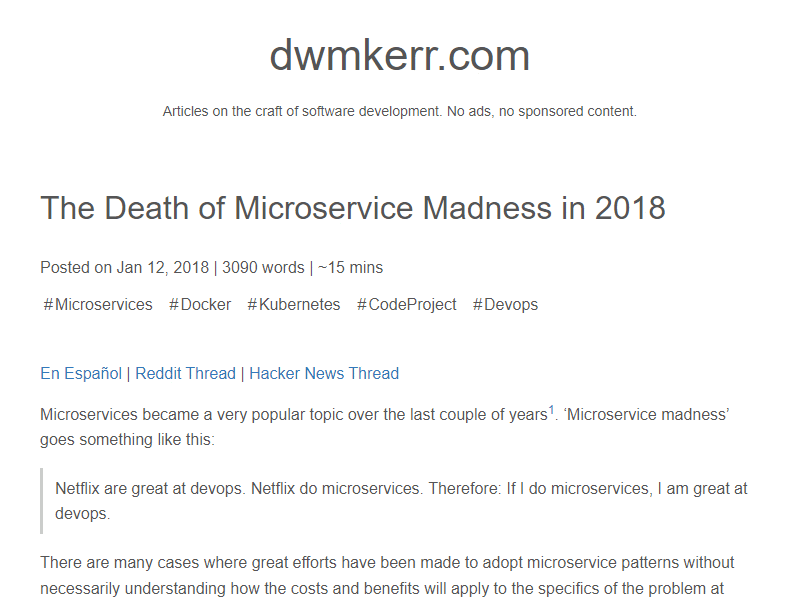 dwmkerr.com
Articles on the craft of software development. No ads, no sponsored content.
The Death of Microservice Madness in 2018
Posted on Jan 12, 2018 | 3090 words | ~15 mins
#Microservices #Docker #Kubernetes #CodeProject #Devops
En Español | Reddit Thread | Hacker News Thread
Microservices became a very popular topic over the last couple of years1. ‘Microservice madness’
goes something like this:
Netflix are great at devops. Netflix do microservices. Therefore: If I do microservices, I am great at
devops.
There are many cases where great efforts have been made to adopt microservice patterns without
necessarily understanding how the costs and benefits will apply to the specifics of the problem at